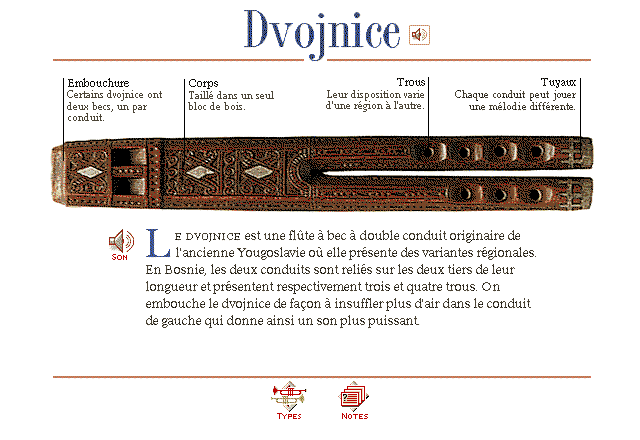 Dvojnice
Embouchure
Certains dvojnice ont
deux becs, un par
conduit.
Corps
Taillé dans un seul
bloc de bois.
Trous
Leur disposition varie
d'une région à l'autre.
Tuyaux
Chaque conduit peut jouer
une mélodie différente.
Son
LE DVOJNICE est une flûte à bec à double conduit originaire de
l'ancienne Yougoslavie où elle présente des variantes régionales.
En Bosnie, les deux conduits sont reliés sur les deux tiers de leur
longueur et présentent respectivement trois et quatre trous. On
embouche le dvojnice de façon à insuffler plus d'air dans le conduit
de gauche qui donne ainsi un son plus puissant.
Types
Notes